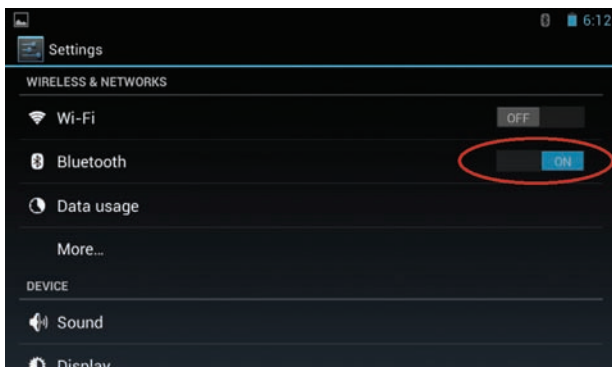 6:12
Settings
WIRELESS & NETWORKS
Wi-Fi OFF
Bluetooth ON
Data usage
More...
DEVICE
Sound
Display